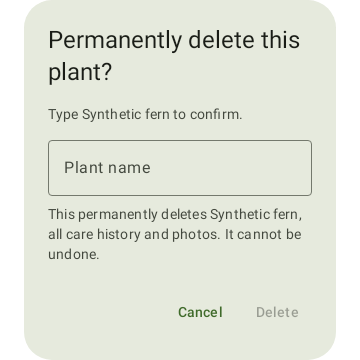 Permanently delete this
plant?
Type Synthetic fern to confirm.
Plant name
This permanently deletes Synthetic fern,
all care history and photos. It cannot be
undone.
Cancel Delete